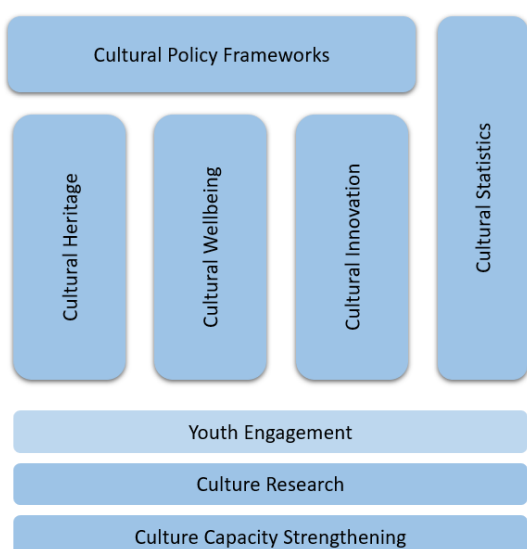 Cultural Policy Frameworks
Cultural Heritage
Cultural Wellbeing
Cultural Innovation
Cultural Statistics
Youth Engagement
Culture Research
Culture Capacity Strengthening